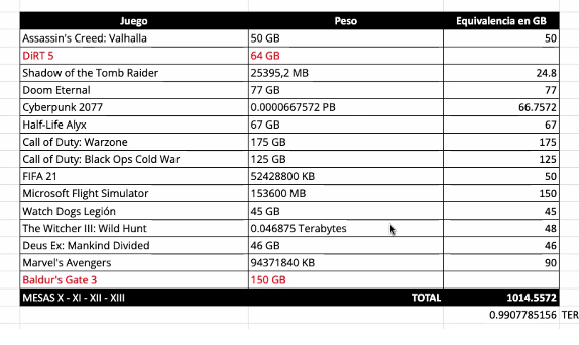 Juego Peso Equivalencia en GB
Assassin's Creed: Valhalla 50 GB 50
DiRT 5 64 GB
Shadow of the Tomb Raider 25395,2 MB 24.8
Doom Eternal 77 GB 77
Cyberpunk 2077 0.0000667572 PB 66.7572
Half-Life Alyx 67 GB 67
Call of Duty: Warzone 175 GB 175
Call of Duty: Black Ops Cold War 125 GB 125
FIFA 21 52428800 KB 50
Microsoft Flight Simulator 153600 MB 150
Watch Dogs Legión 45 GB 45
The Witcher III: Wild Hunt 0.046875 Terabytes 48
Deus Ex: Mankind Divided 46 GB 46
Marvel's Avengers 94371840 KB 90
Baldur's Gate 3 150 GB
MESAS X - XI - XII - XIII TOTAL 1014.5572
0.9907785156 TER